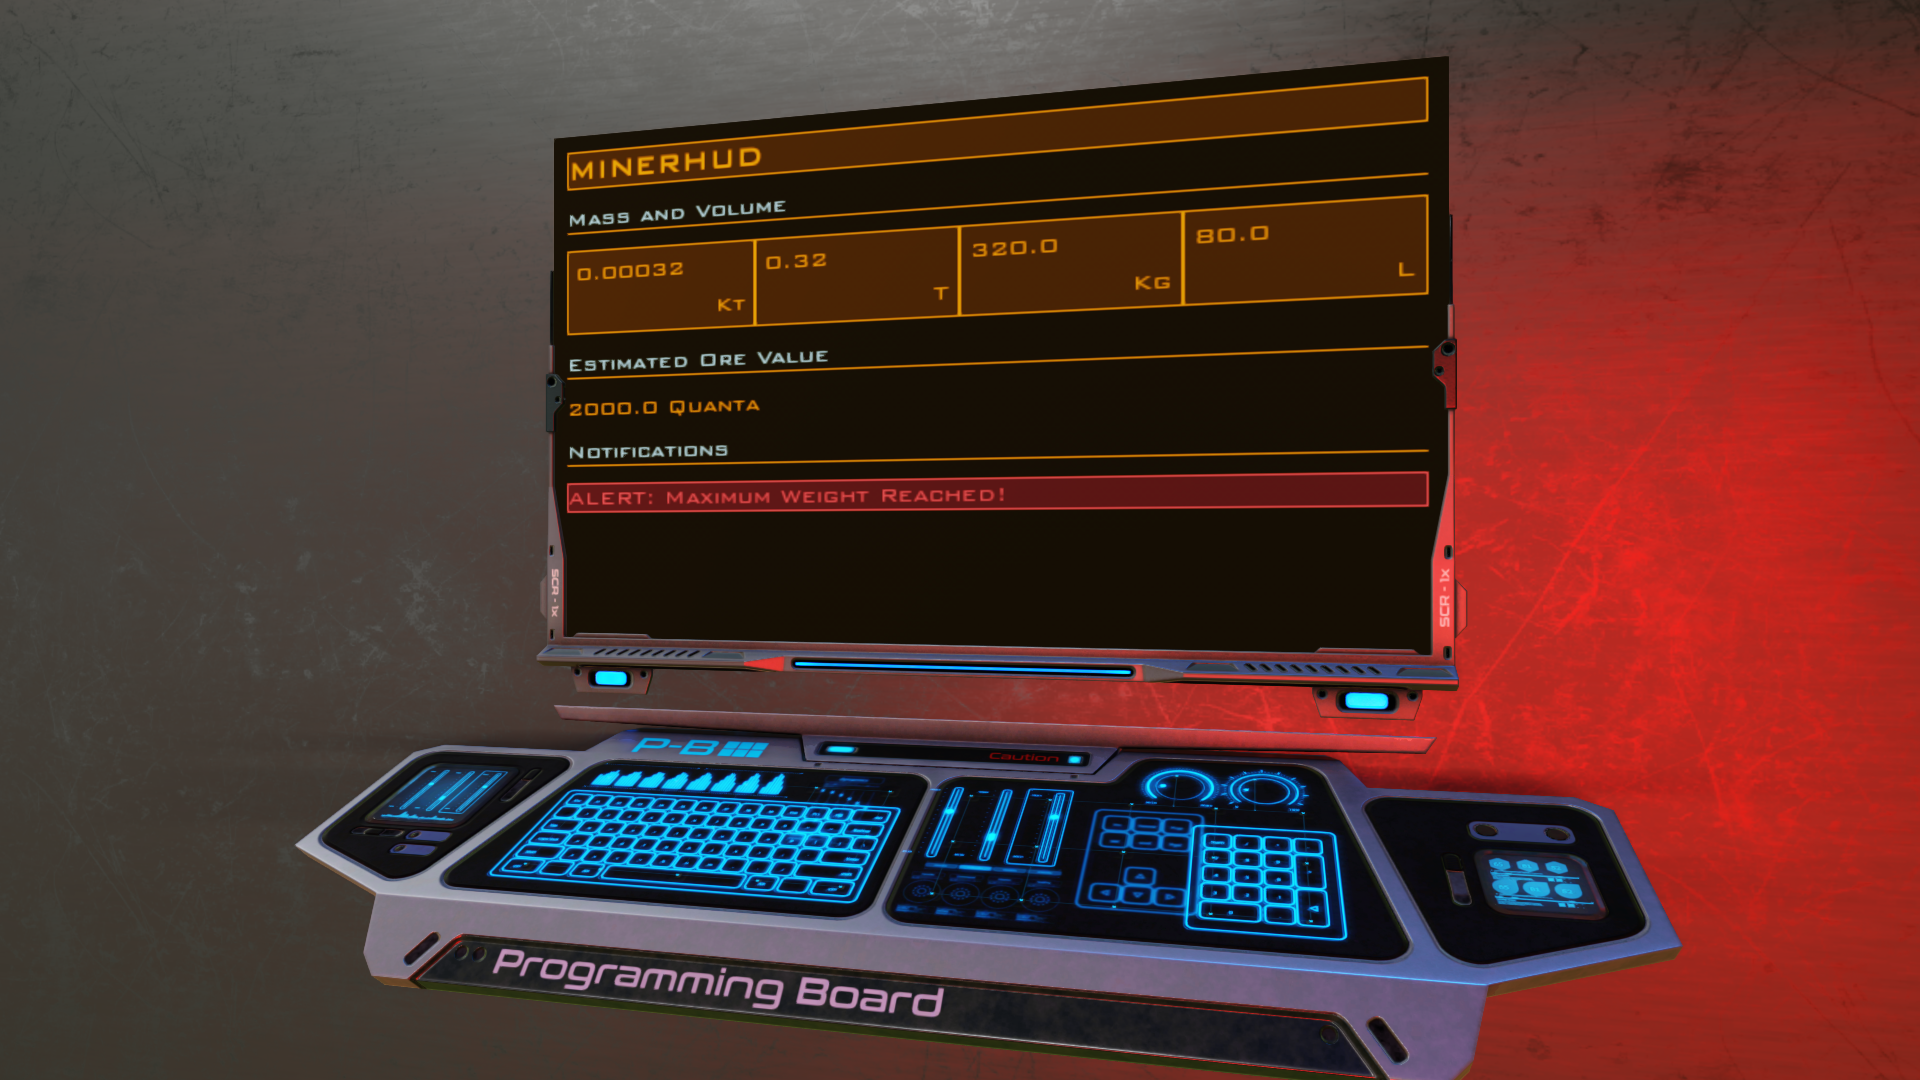 MINERHUD
Mass and Volume
0.00032
Kt
0.32
T
320.0
Kg
80.0
L
Estimated Ore Value
2000.0 Quanta
Notifications
ALERT: Maximum Weight Reached!
SCR - 1x
SCR - 1x
P-B
Caution
Programming Board